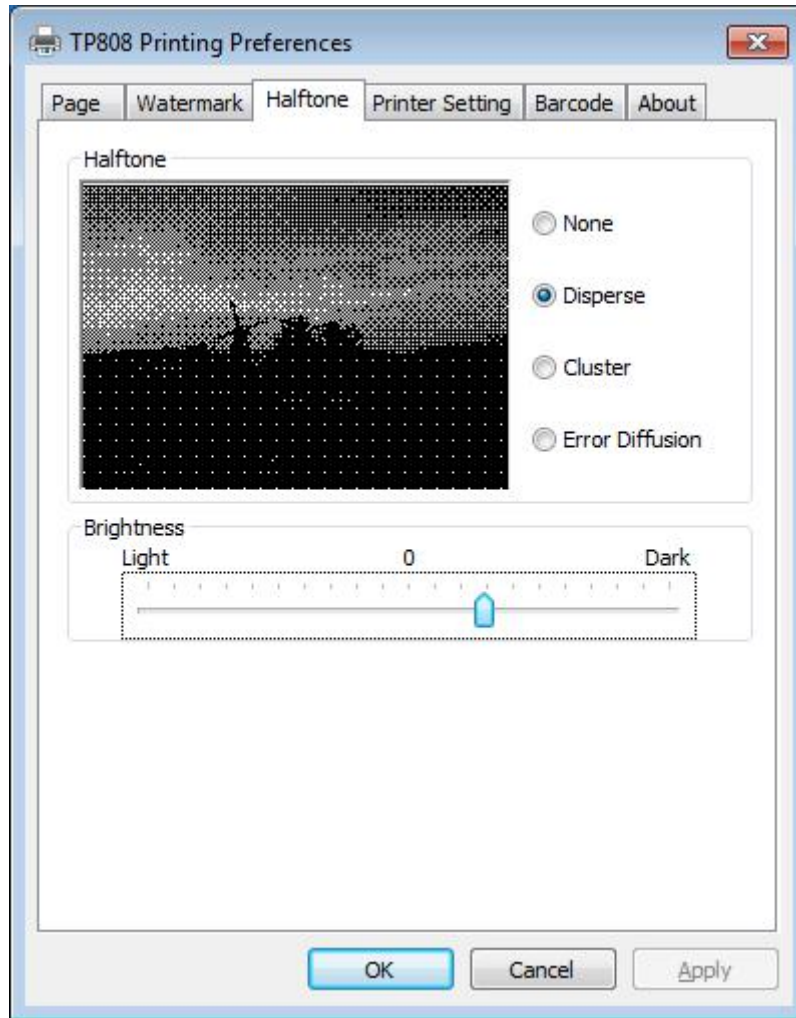 TP808 Printing Preferences
Page Watermark Halftone Printer Setting Barcode About
Halftone
None
Disperse
Cluster
Error Diffusion
Brightness
Light 0 Dark
OK Cancel Apply